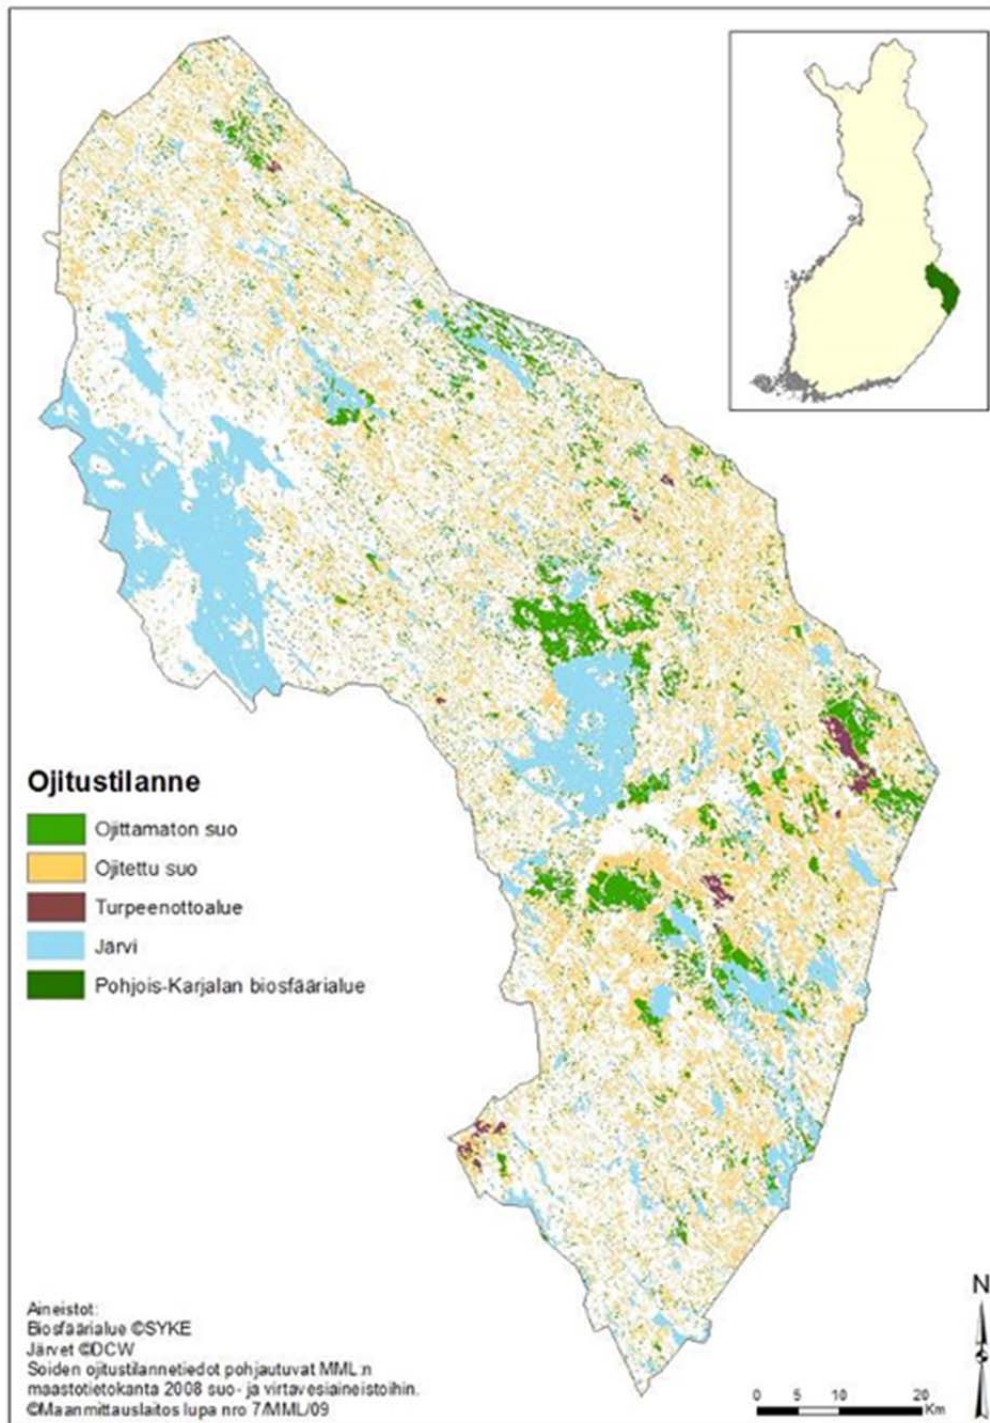 Ojitustilanne
Ojittamaton suo
Ojitettu suo
Turpeenottoalue
Järvi
Pohjois-Karjalan biosfäärialue
Aineistot:
Biosfäärialue ©SYKE
Järvet ©DCW
Soiden ojitustilannetiedot pohjautuvat MML:n
maastotietokanta 2008 suo- ja virtavesiaineistoihin.
©Maanmittauslaitos lupa nro 7/MML/09
N
0 5 10 20
Km